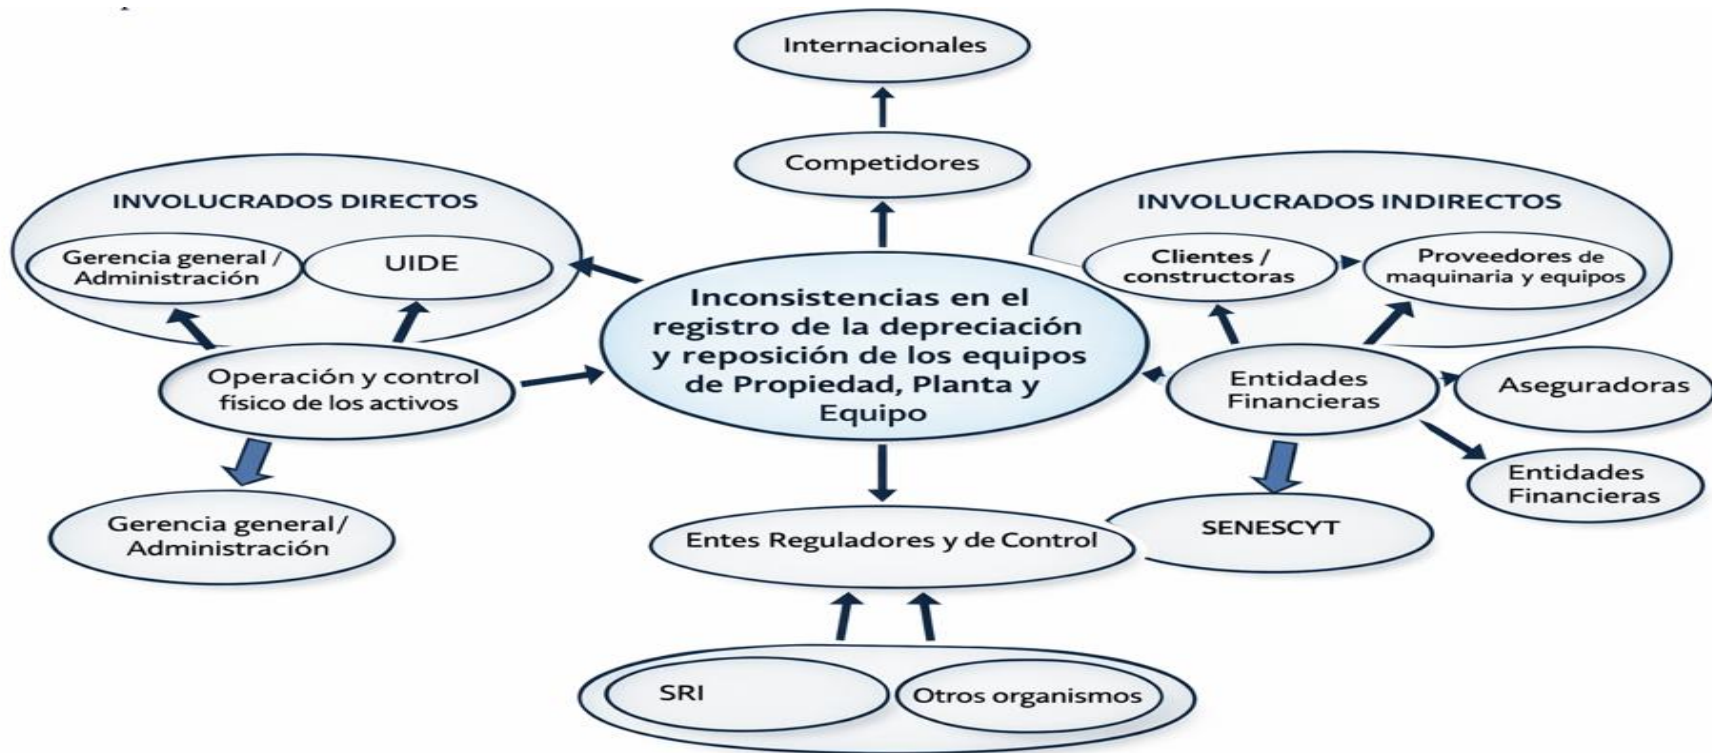 Internacionales
Competidores
INVOLUCRADOS DIRECTOS
Gerencia general /
Administración
UIDE
Operación y control
físico de los activos
Gerencia general/
Administración
Inconsistencias en el
registro de la depreciación
y reposición de los equipos
de Propiedad, Planta y
Equipo
INVOLUCRADOS INDIRECTOS
Clientes /
constructoras
Proveedores de
maquinaria y equipos
Entidades
Financieras
Aseguradoras
Entidades
Financieras
SENESCYT
Entes Reguladores y de Control
SRI
Otros organismos